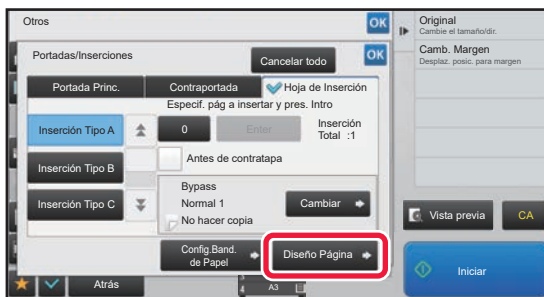 Otros
OK
Portadas/Inserciones
Cancelar todo
OK
Portada Princ.
Contraportada
Hoja de Inserción
Especif. pág a insertar y pres. Intro
Inserción Tipo A
0
Enter
Inserción
Total :1
Antes de contratapa
Inserción Tipo B
Inserción Tipo C
Bypass
Normal 1
No hacer copia
Cambiar
Config.Band.
de Papel
Diseño Página
Atrás
A3
Original
Cambie el tamaño/dir.
Camb. Margen
Desplaz. posic. para margen
Vista previa
CA
Iniciar